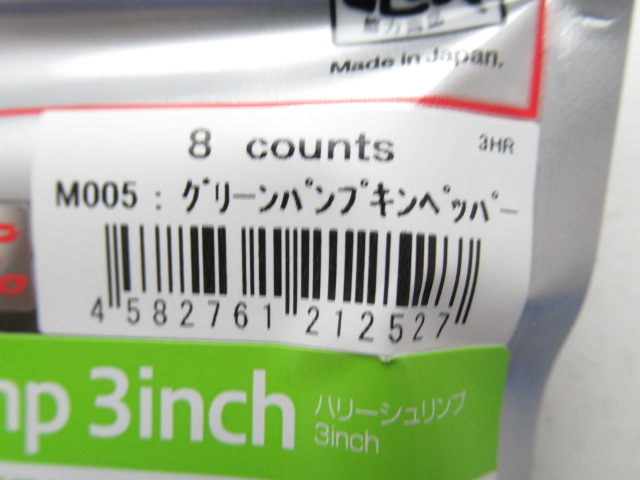 Made in Japan.
8 counts
3HR
M005 : ｸﾞﾘｰﾝﾊﾟﾝﾌﾟｷﾝﾍﾟｯﾊﾟｰ
4 582761 212527
mp 3inch
ハリーシュリンプ
3inch